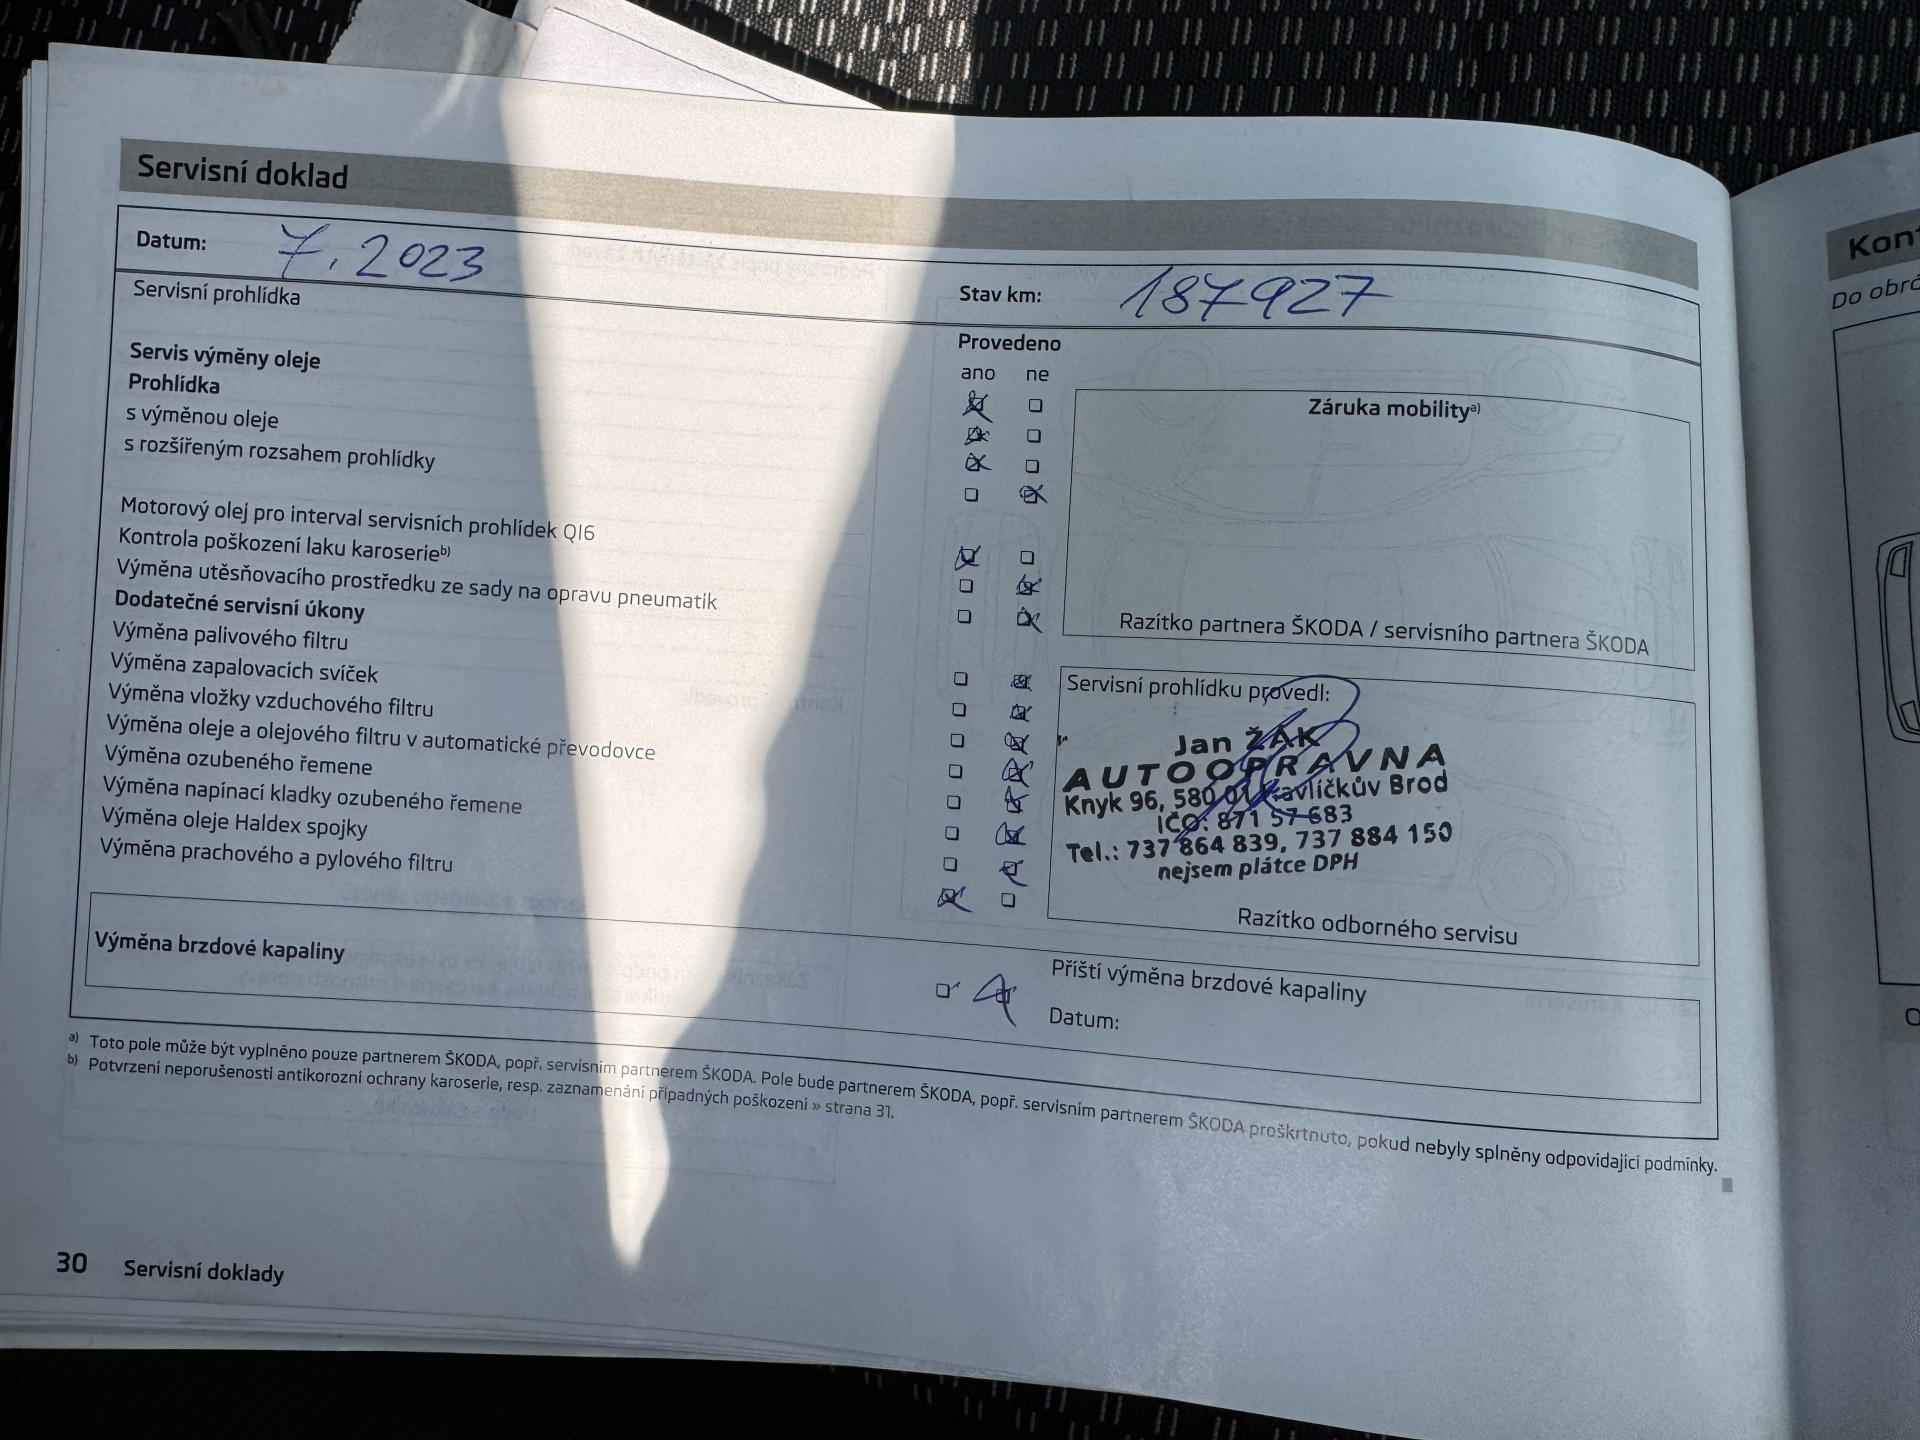 Servisní doklad
Datum: 7. 2023
Stav km: 187927
Servisní prohlídka
Provedeno
ano ne
Servis výměny oleje
Prohlídka
s výměnou oleje
s rozšířeným rozsahem prohlídky
Motorový olej pro interval servisních prohlídek QI6
Kontrola poškození laku karoserieb)
Výměna utěsňovacího prostředku ze sady na opravu pneumatik
Dodatečné servisní úkony
Výměna palivového filtru
Výměna zapalovacích svíček
Výměna vložky vzduchového filtru
Výměna oleje a olejového filtru v automatické převodovce
Výměna ozubeného řemene
Výměna napínací kladky ozubeného řemene
Výměna oleje Haldex spojky
Výměna prachového a pylového filtru
Záruka mobilitya)
Razítko partnera ŠKODA / servisního partnera ŠKODA
Servisní prohlídku provedl:
Jan ŽÁK
AUTOOPRAVNA
Knyk 96, 580 01 Havlíčkův Brod
IČO: 871 57 683
Tel.: 737 864 839, 737 884 150
nejsem plátce DPH
Razítko odborného servisu
Výměna brzdové kapaliny
Příští výměna brzdové kapaliny
Datum:
a) Toto pole může být vyplněno pouze partnerem ŠKODA, popř. servisním partnerem ŠKODA. Pole bude partnerem ŠKODA, popř. servisním partnerem ŠKODA proškrtnuto, pokud nebyly splněny odpovídající podmínky.
b) Potvrzení neporušenosti antikorozní ochrany karoserie, resp. zaznamenání případných poškození » strana 31.
30 Servisní doklady
Do obr